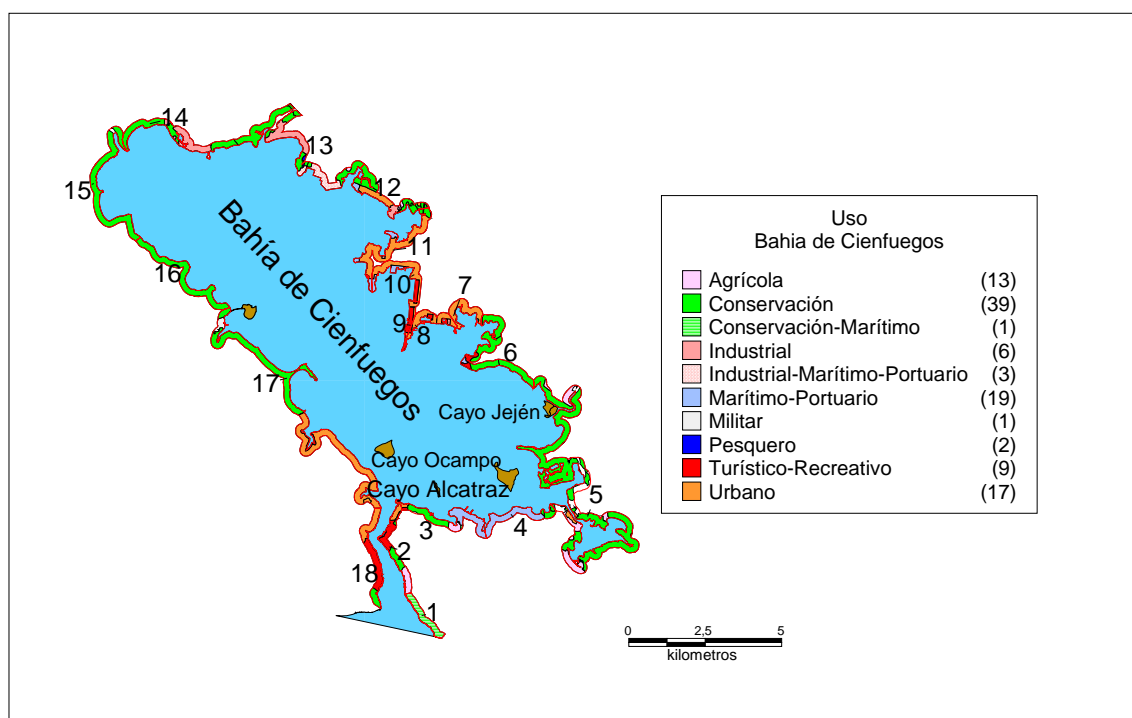 14
13
15
12
Bahía de Cienfuegos
11
16
10
7
9
8
6
17
Cayo Jején
Cayo Ocampo
Cayo Alcatraz
5
3
4
2
18
1
Uso
Bahia de Cienfuegos
Agrícola (13)
Conservación (39)
Conservación-Marítimo (1)
Industrial (6)
Industrial-Marítimo-Portuario (3)
Marítimo-Portuario (19)
Militar (1)
Pesquero (2)
Turístico-Recreativo (9)
Urbano (17)
0 2,5 5
kilometros